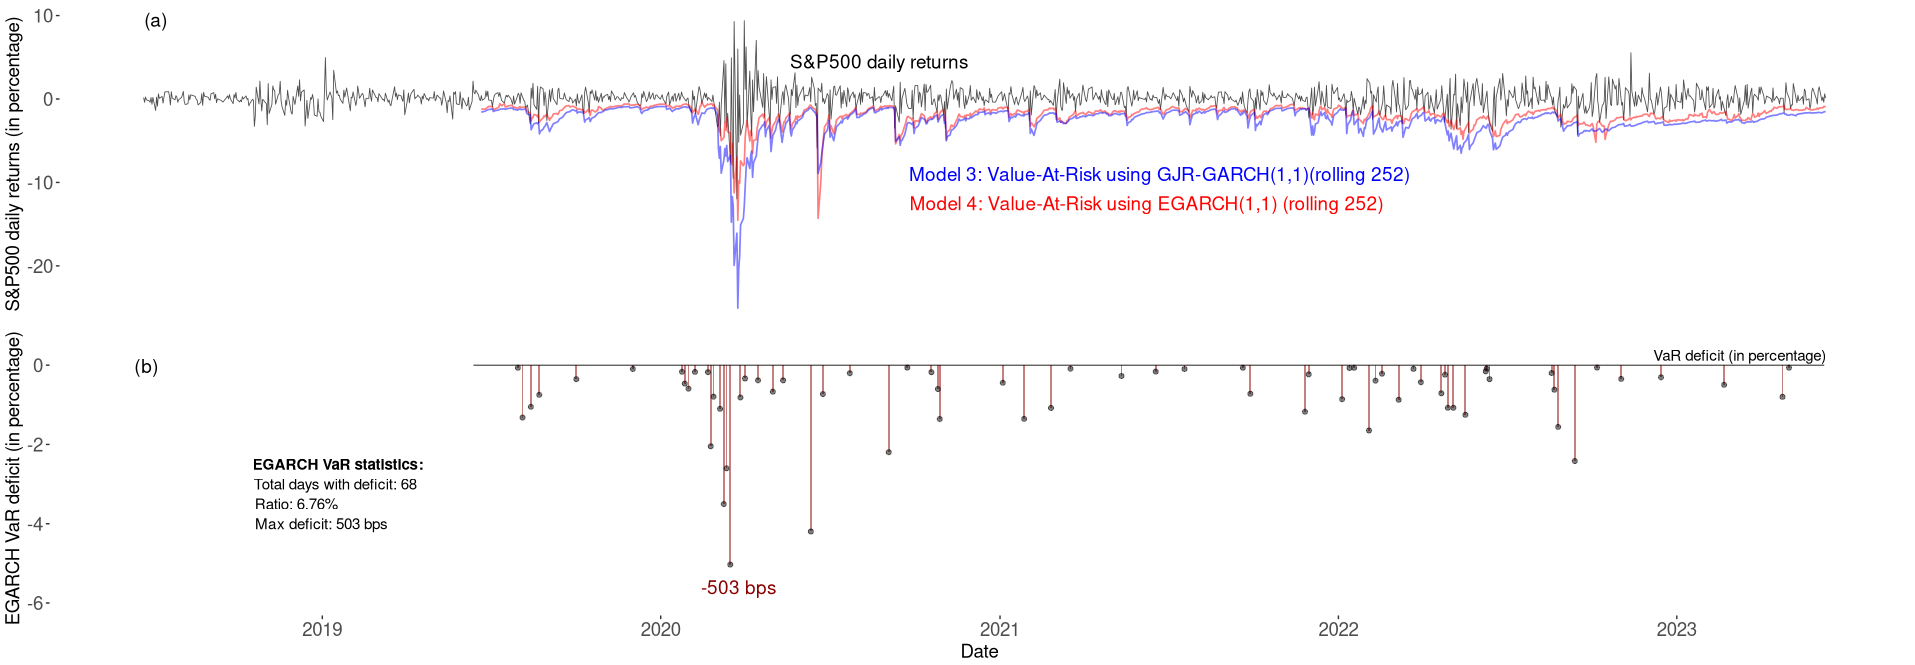 S&P500 daily returns (in percentage)
10
0
-10
-20
(a)
S&P500 daily returns
Model 3: Value-At-Risk using GJR-GARCH(1,1)(rolling 252)
Model 4: Value-At-Risk using EGARCH(1,1) (rolling 252)
EGARCH VaR deficit (in percentage)
0
-2
-4
-6
(b)
VaR deficit (in percentage)
EGARCH VaR statistics:
Total days with deficit: 68
Ratio: 6.76%
Max deficit: 503 bps
-503 bps
2019
2020
2021
2022
2023
Date